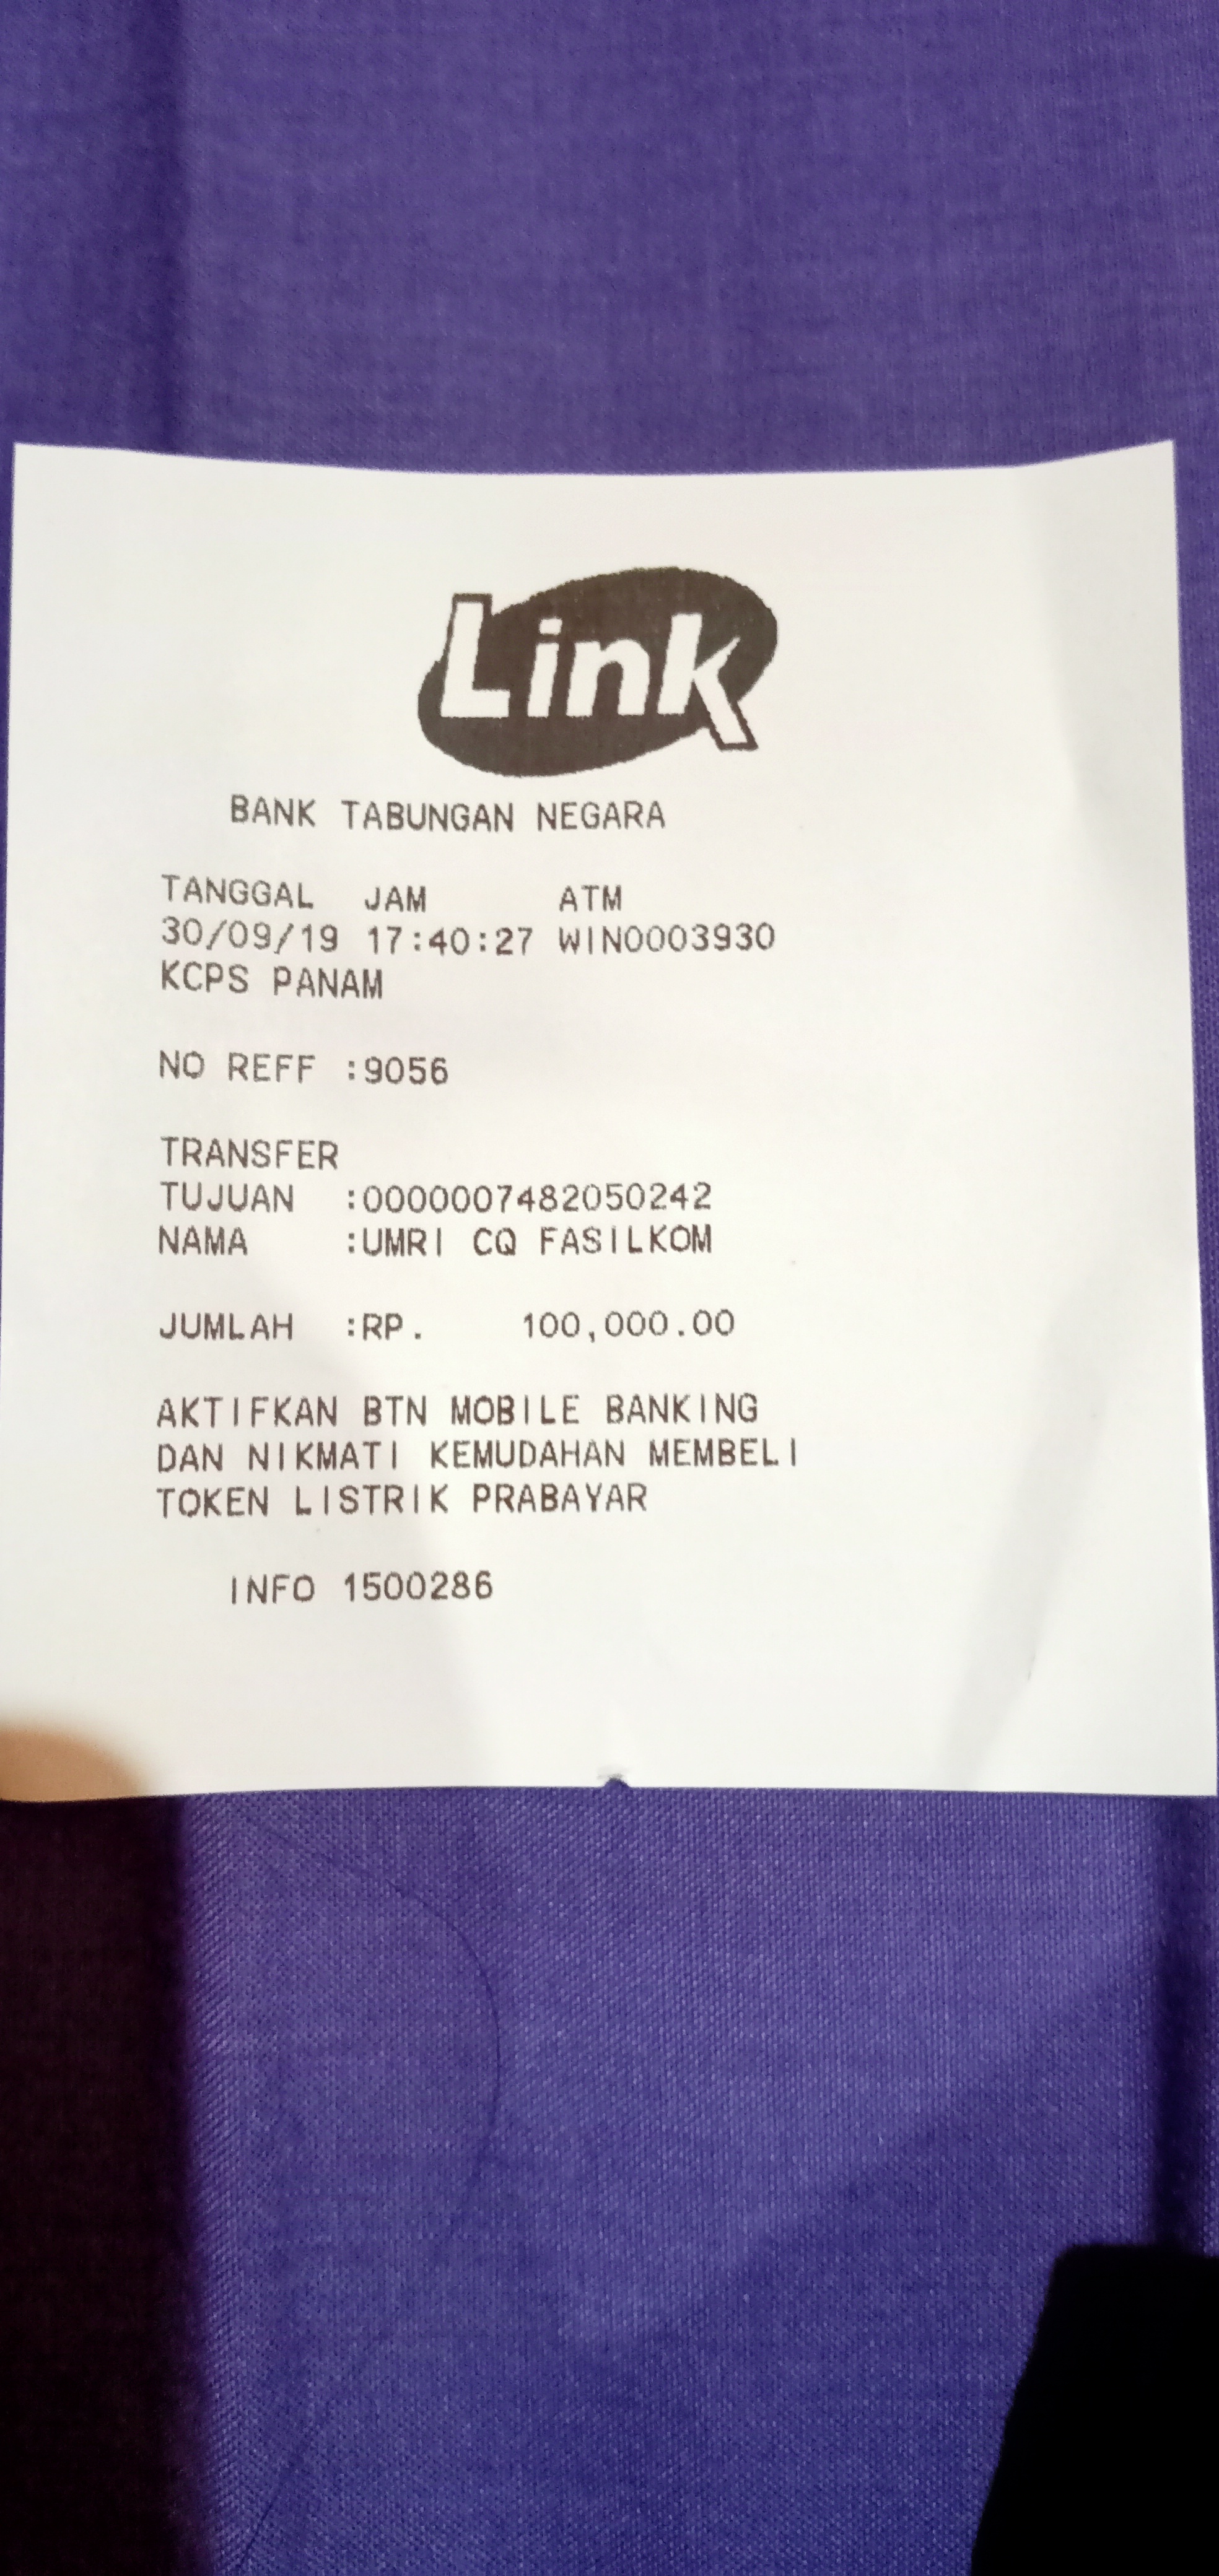 Link
BANK TABUNGAN NEGARA
TANGGAL JAM ATM
30/09/19 17:40:27 WIN0003930
KCPS PANAM
NO REFF :9056
TRANSFER
TUJUAN :0000007482050242
NAMA :UMRI CQ FASILKOM
JUMLAH :RP. 100,000.00
AKTIFKAN BTN MOBILE BANKING
DAN NIKMATI KEMUDAHAN MEMBELI
TOKEN LISTRIK PRABAYAR
INFO 1500286